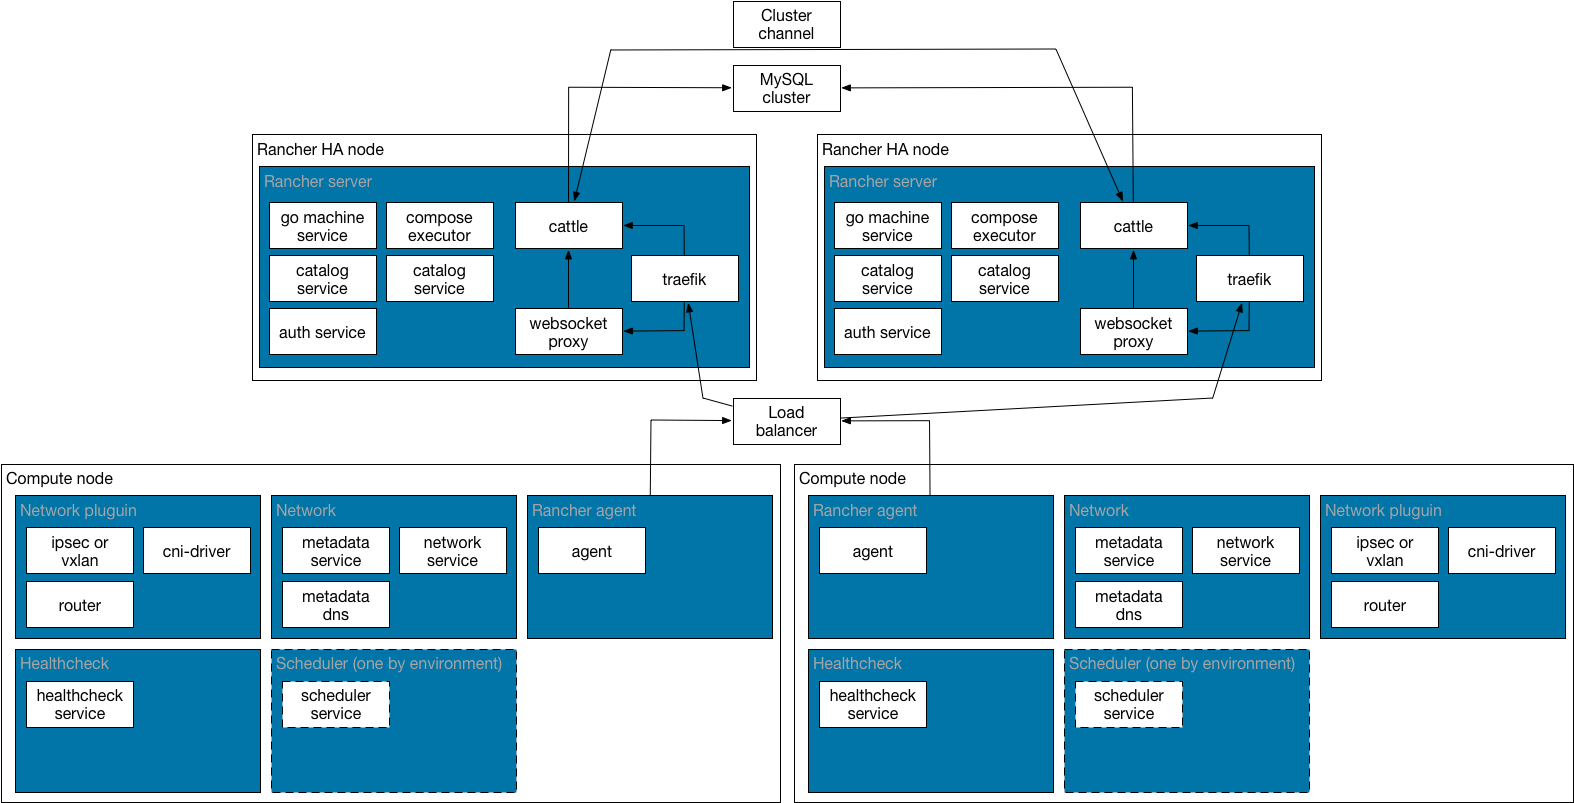 Cluster
channel
MySQL
cluster
Rancher HA node
Rancher server
go machine
service
compose
executor
cattle
catalog
service
catalog
service
traefik
auth service
websocket
proxy
Rancher HA node
Rancher server
go machine
service
compose
executor
cattle
catalog
service
catalog
service
traefik
auth service
websocket
proxy
Load
balancer
Compute node
Network pluguin
ipsec or
vxlan
cni-driver
router
Network
metadata
service
network
service
metadata
dns
Rancher agent
agent
Healthcheck
healthcheck
service
Scheduler (one by environment)
scheduler
service
Compute node
Rancher agent
agent
Network
metadata
service
network
service
metadata
dns
Network pluguin
ipsec or
vxlan
cni-driver
router
Healthcheck
healthcheck
service
Scheduler (one by environment)
scheduler
service